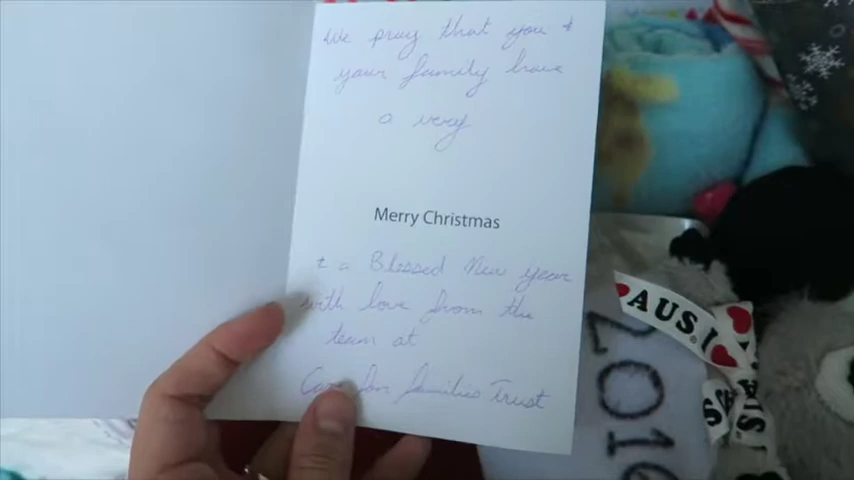 We pray that you &
your family have
a very
Merry Christmas
& a Blessed New year
with love from the
team at
Care for families Trust
AUSSI
2016